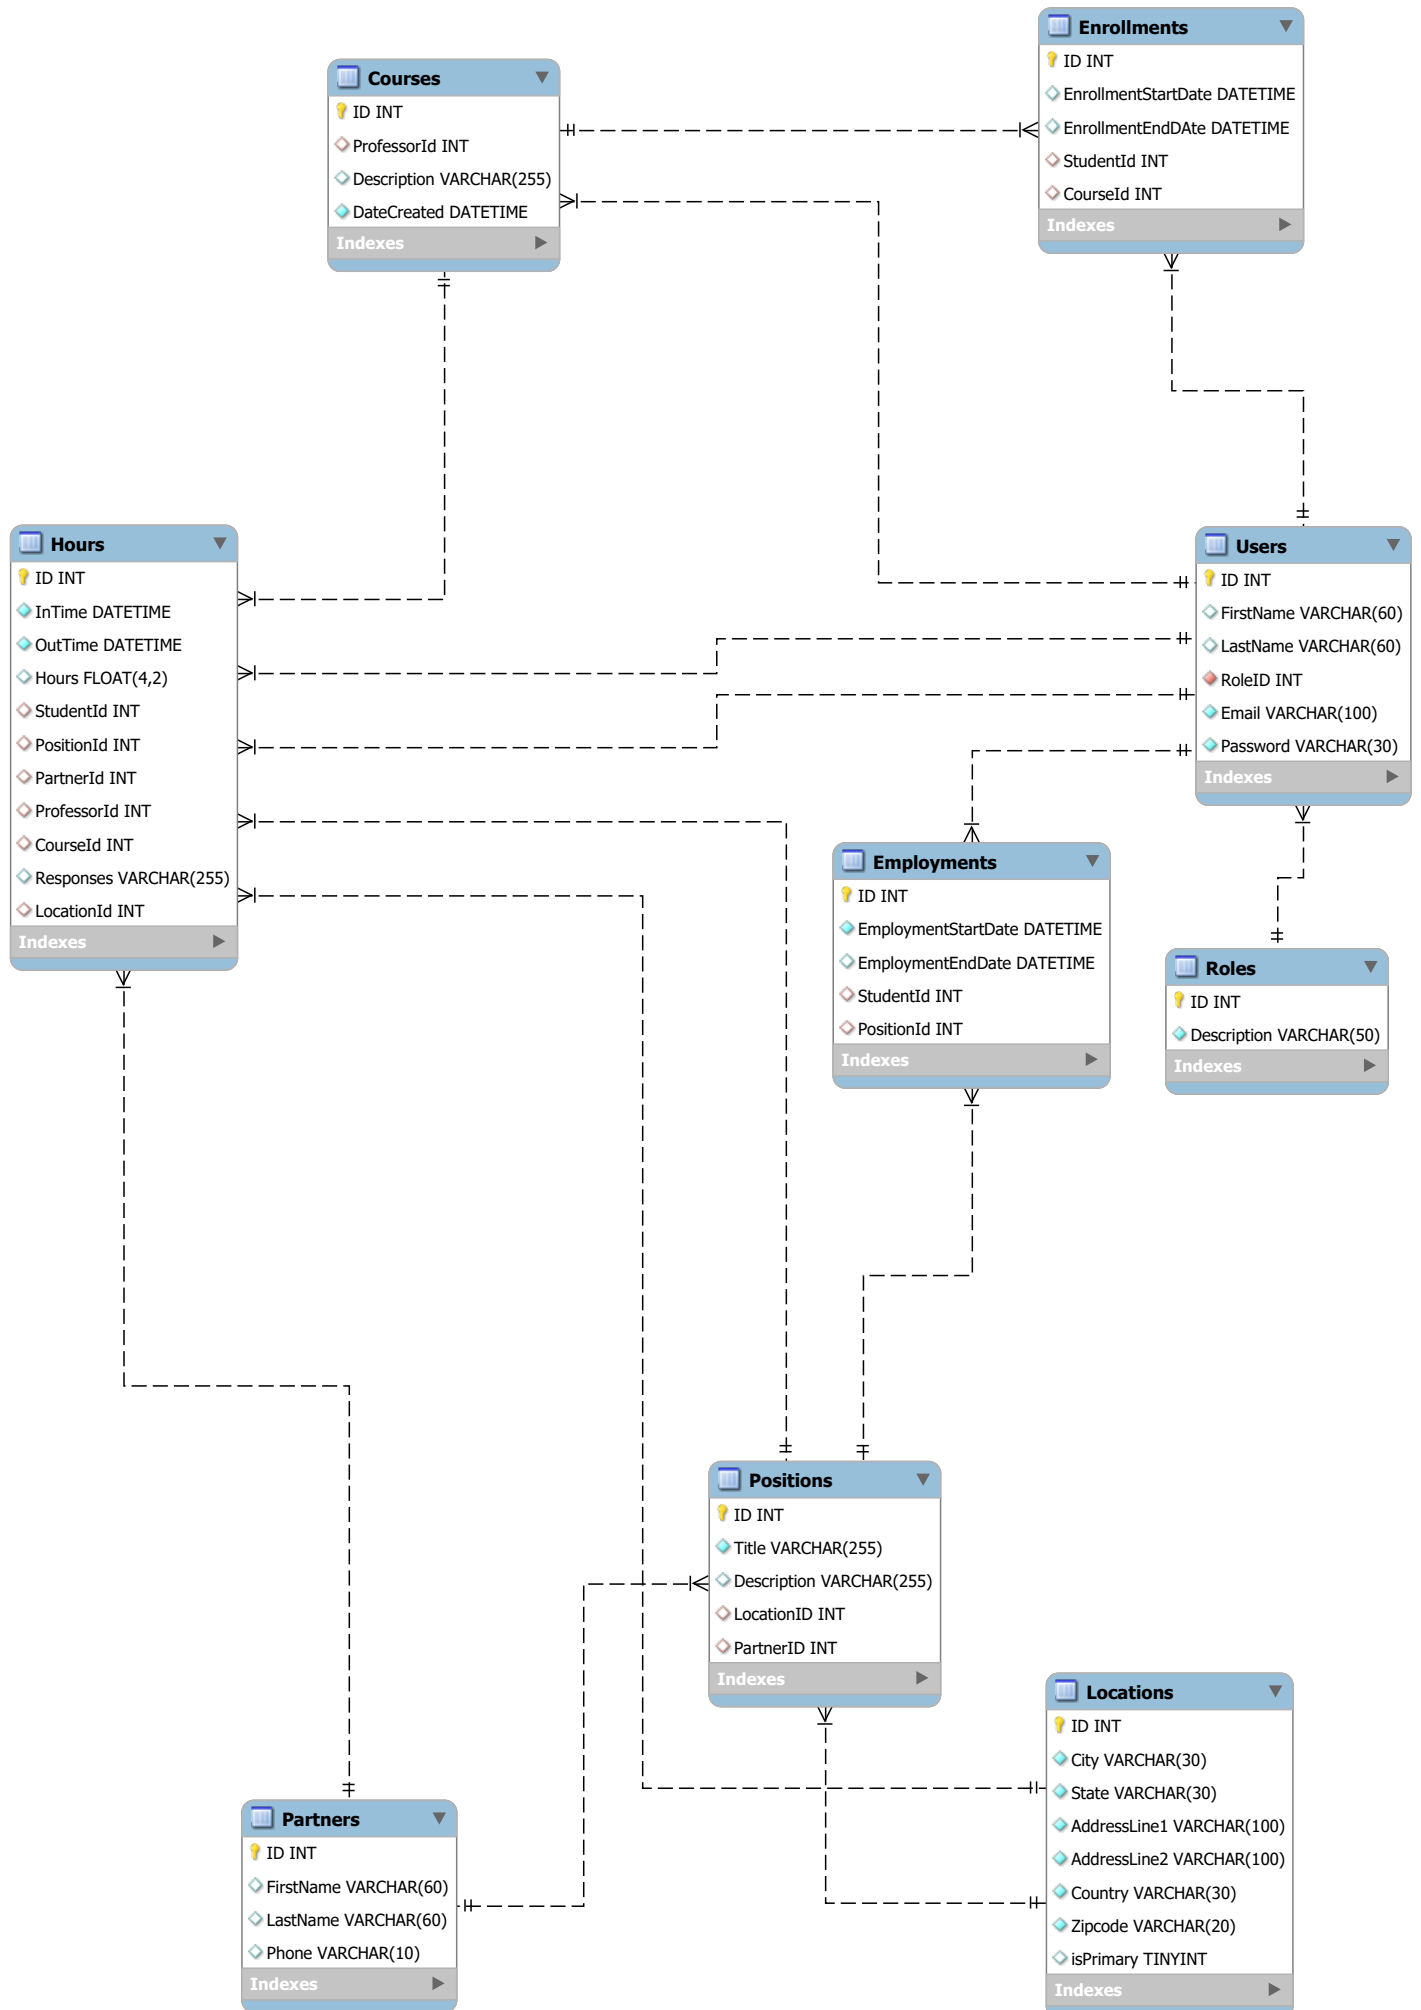 Enrollments
ID INT
EnrollmentStartDate DATETIME
EnrollmentEndDAte DATETIME
StudentId INT
CourseId INT
Indexes
Courses
ID INT
ProfessorId INT
Description VARCHAR(255)
DateCreated DATETIME
Indexes
Hours
ID INT
InTime DATETIME
OutTime DATETIME
Hours FLOAT(4,2)
StudentId INT
PositionId INT
PartnerId INT
ProfessorId INT
CourseId INT
Responses VARCHAR(255)
LocationId INT
Indexes
Users
ID INT
FirstName VARCHAR(60)
LastName VARCHAR(60)
RoleID INT
Email VARCHAR(100)
Password VARCHAR(30)
Indexes
Employments
ID INT
EmploymentStartDate DATETIME
EmploymentEndDate DATETIME
StudentId INT
PositionId INT
Indexes
Roles
ID INT
Description VARCHAR(50)
Indexes
Positions
ID INT
Title VARCHAR(255)
Description VARCHAR(255)
LocationID INT
PartnerID INT
Indexes
Locations
ID INT
City VARCHAR(30)
State VARCHAR(30)
AddressLine1 VARCHAR(100)
AddressLine2 VARCHAR(100)
Country VARCHAR(30)
Zipcode VARCHAR(20)
isPrimary TINYINT
Indexes
Partners
ID INT
FirstName VARCHAR(60)
LastName VARCHAR(60)
Phone VARCHAR(10)
Indexes